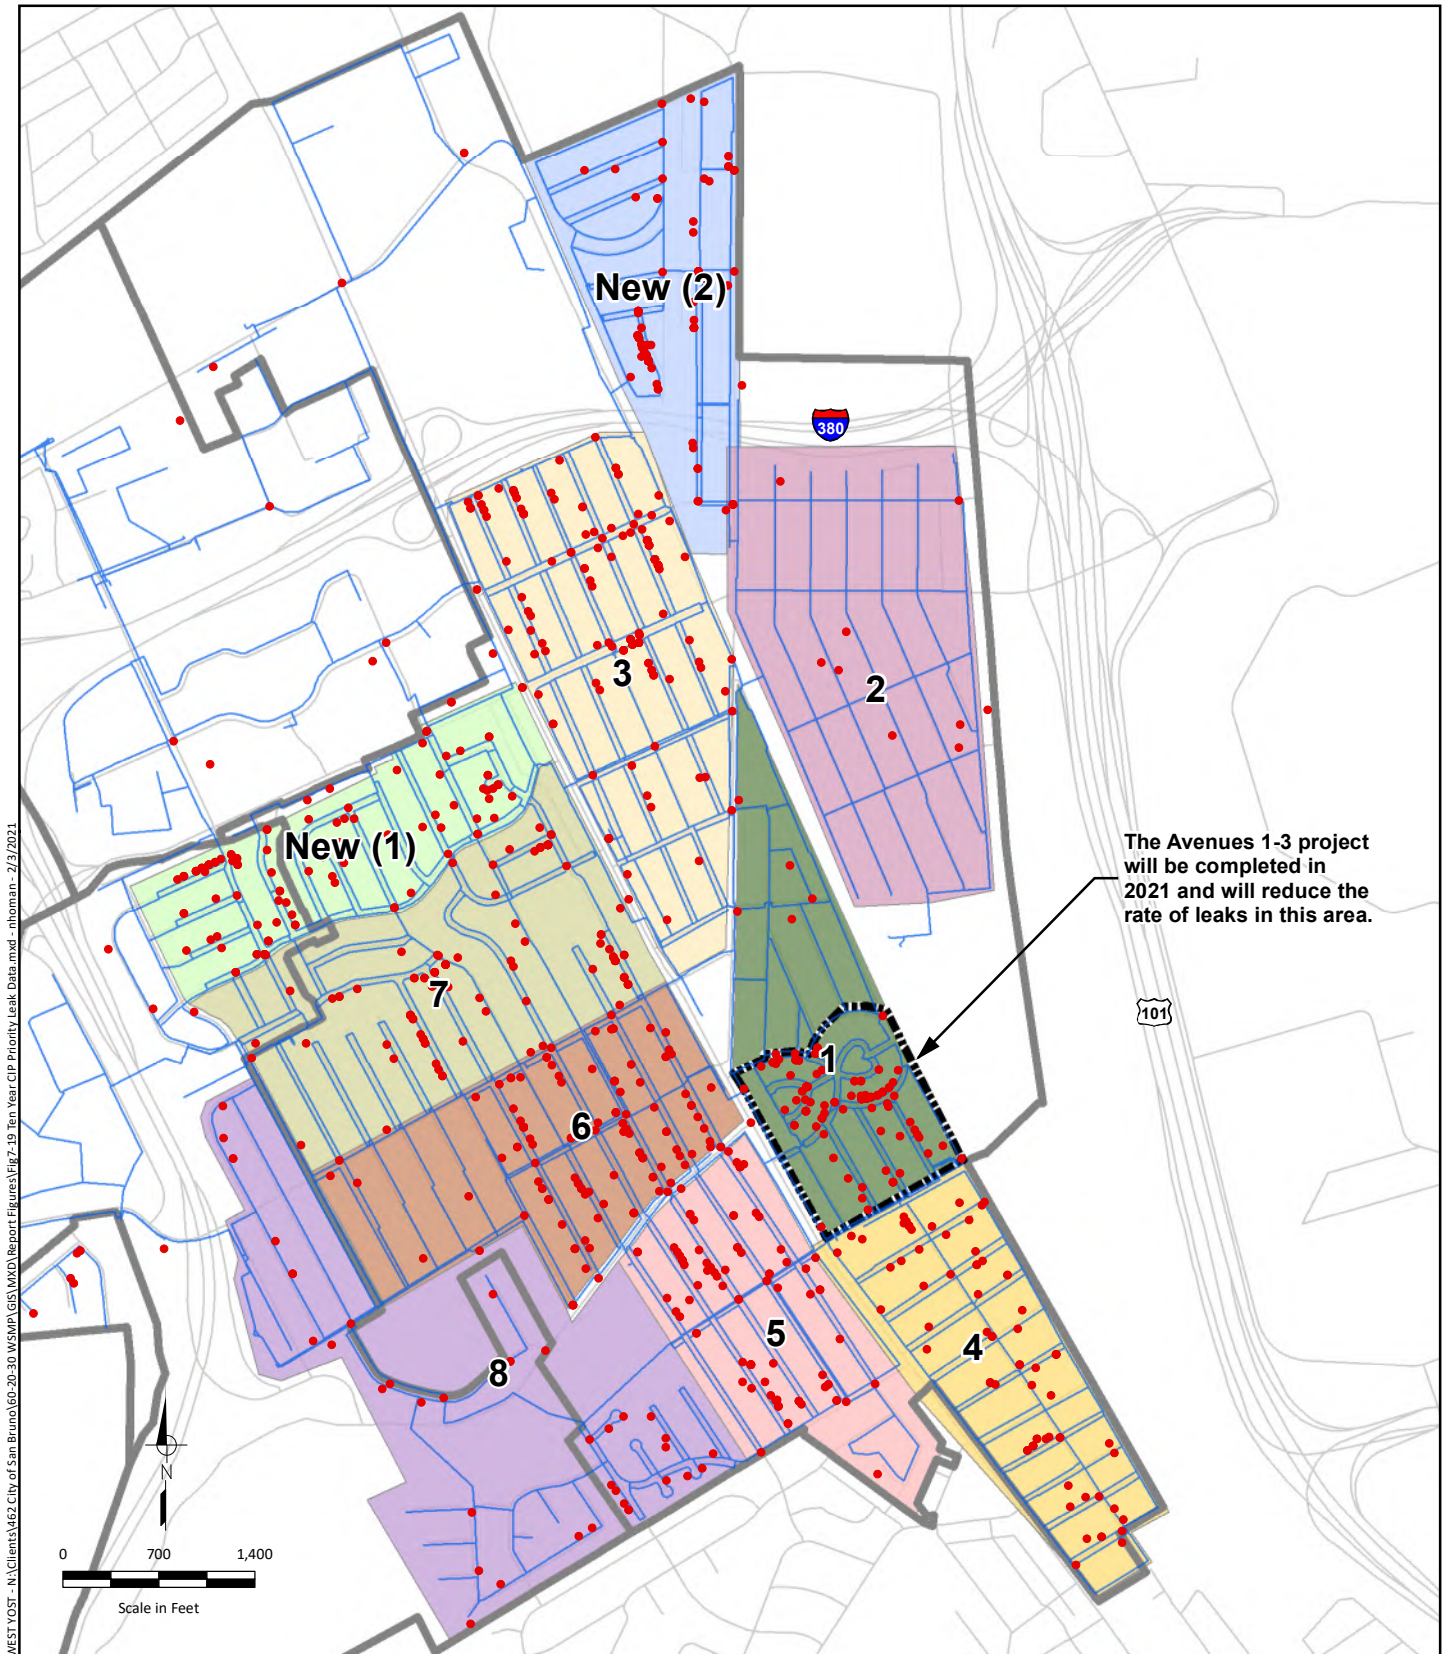 New (2)
380
3
2
New (1)
The Avenues 1-3 project
will be completed in
2021 and will reduce the
rate of leaks in this area.
7
101
1
6
5
4
8
N
0 700 1,400
Scale in Feet
WEST YOST - N:\Clients\462 City of San Bruno\60-20-30 WSMP\GIS\MXD\Report Figures\Fig7-19 Ten Year CIP Priority Leak Data.mxd - nhoman - 2/3/2021